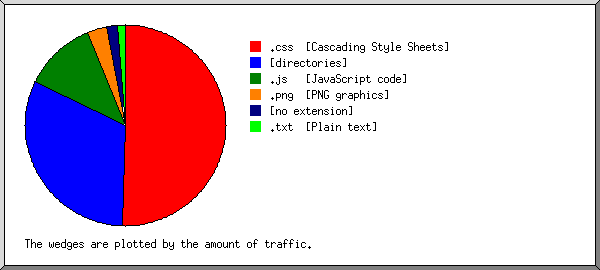 .css [Cascading Style Sheets]
[directories]
.js [JavaScript code]
.png [PNG graphics]
[no extension]
.txt [Plain text]
The wedges are plotted by the amount of traffic.